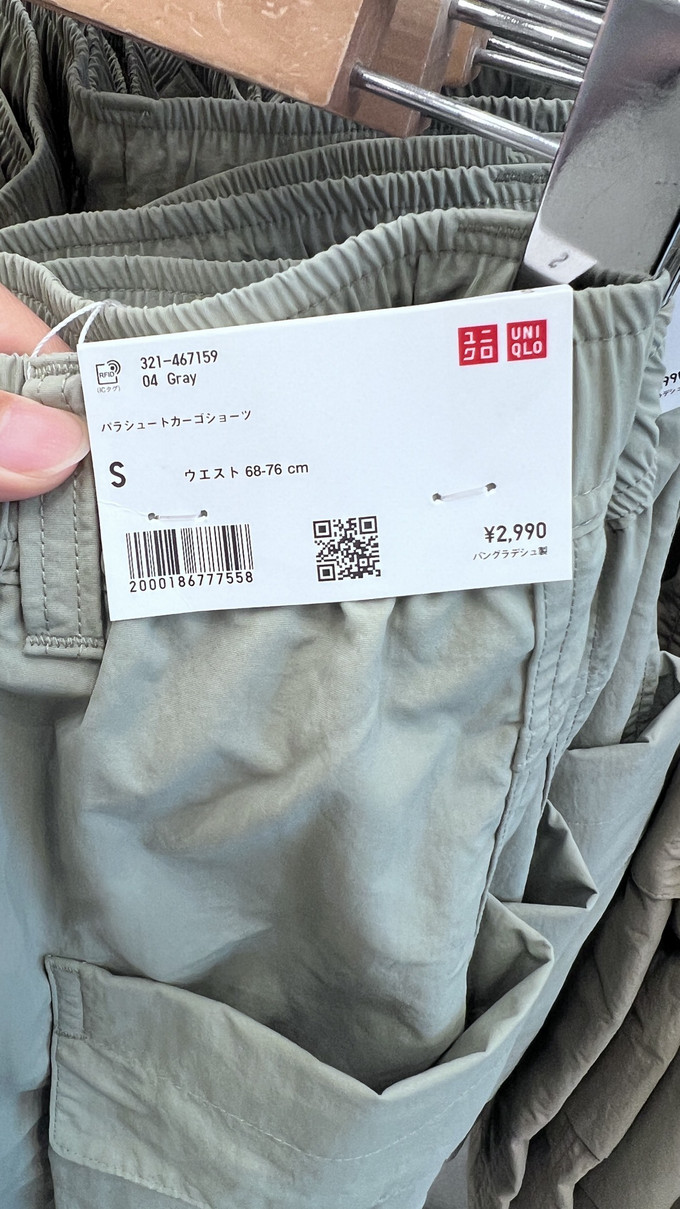 321-467159
04 Gray
RFID
(ICタグ)
ユニ
クロ
UNI
QLO
パラシュートカーゴショーツ
S
ウエスト 68-76 cm
2000186777558
¥2,990
バングラデシュ製
S